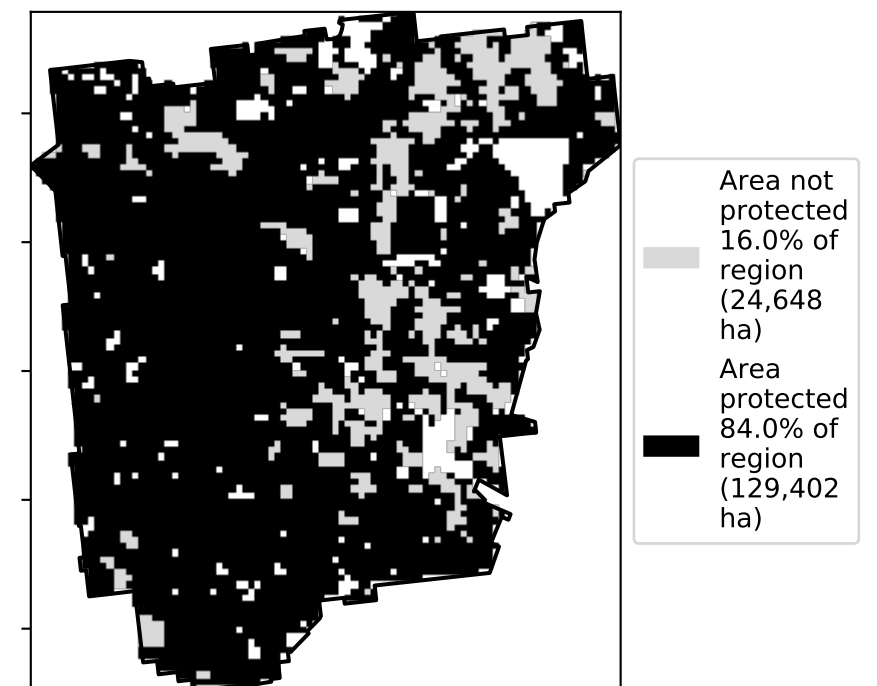 Area not
protected
16.0% of
region
(24,648
ha)
Area
protected
84.0% of
region
(129,402
ha)